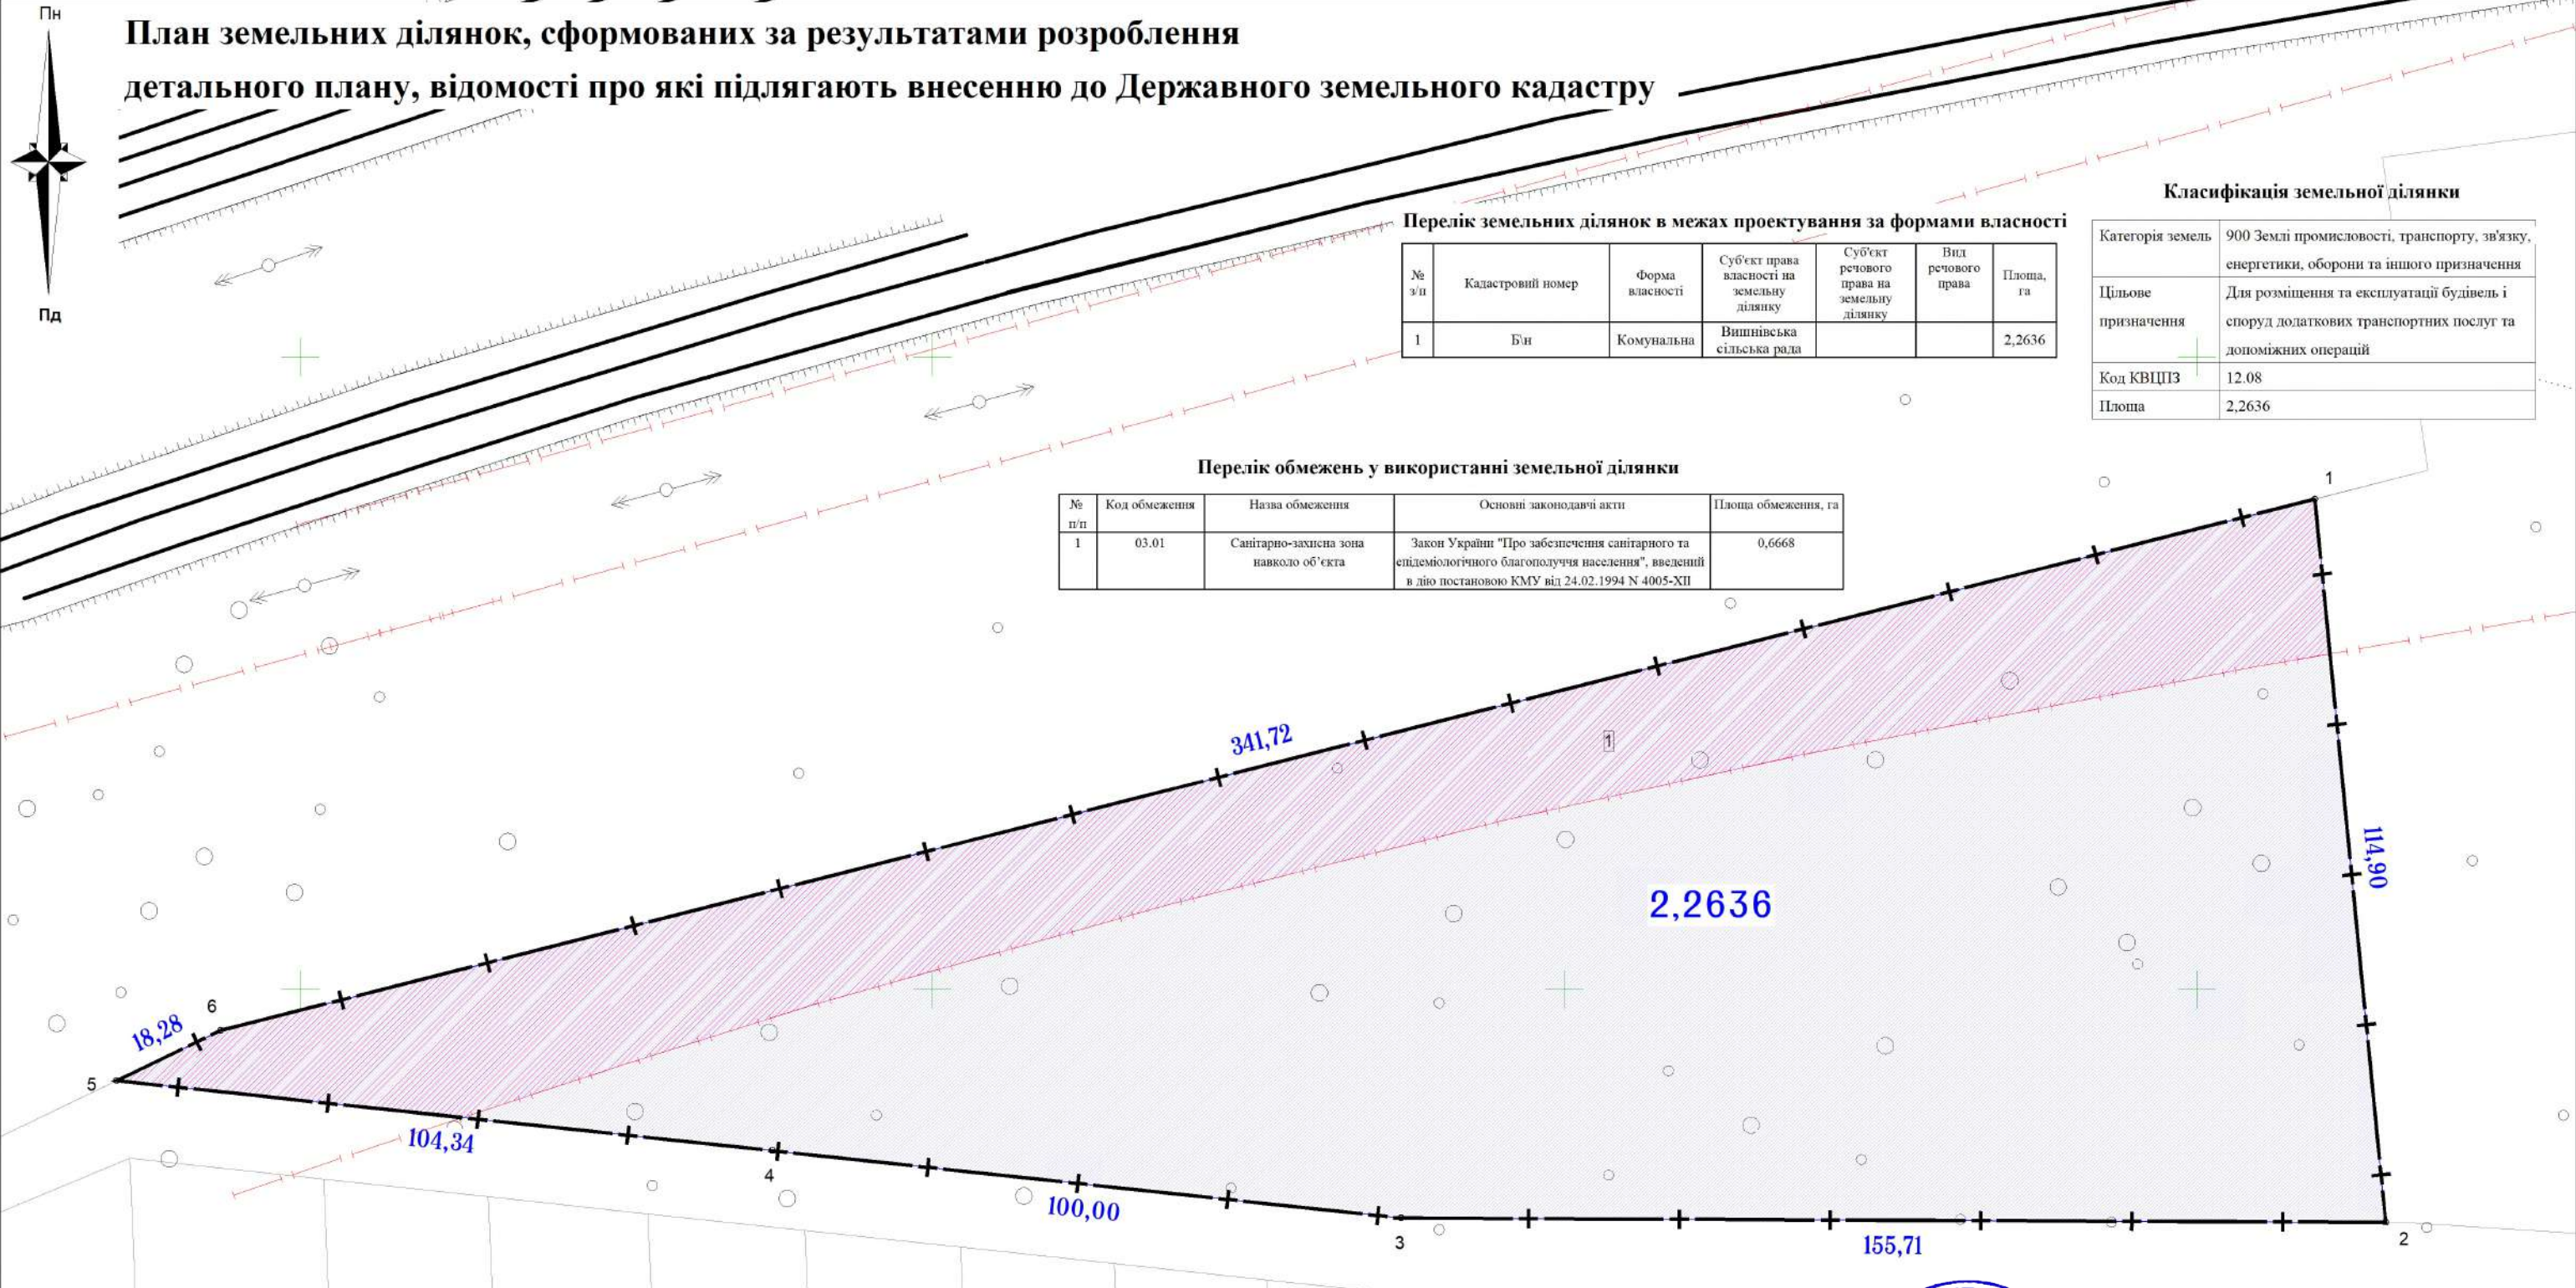 Пн
План земельних ділянок, сформованих за результатами розроблення
детального плану, відомості про які підлягають внесенню до Державного земельного кадастру
Пд
Класифікація земельної ділянки
Категорія земель 900 Землі промисловості, транспорту, зв'язку,
енергетики, оборони та іншого призначення
Цільове Для розміщення та експлуатації будівель і
призначення споруд додаткових транспортних послуг та
допоміжних операцій
Код КВЦПЗ 12.08
Площа 2,2636
Перелік земельних ділянок в межах проектування за формами власності
№ з/п
Кадастровий номер
Форма власності
Суб'єкт права
власності на
земельну
ділянку
Суб'єкт
речового
права на
земельну
ділянку
Вид
речового
права
Площа,
га
1 Б\н Комунальна Вишнівська
сільська рада
2,2636
Перелік обмежень у використанні земельної ділянки
№ Код обмеження Назва обмеження Основні законодавчі акти Площа обмеження, га
п/п
1 03.01 Санітарно-захисна зона Закон України "Про забезпечення санітарного та 0,6668
навколо об'єкта епідеміологічного благополуччя населення", введений
в дію постановою КМУ від 24.02.1994 N 4005-XII
1
341,72
1
114,90
2,2636
6
18,28
5
104,34
4
100,00
3
155,71
2